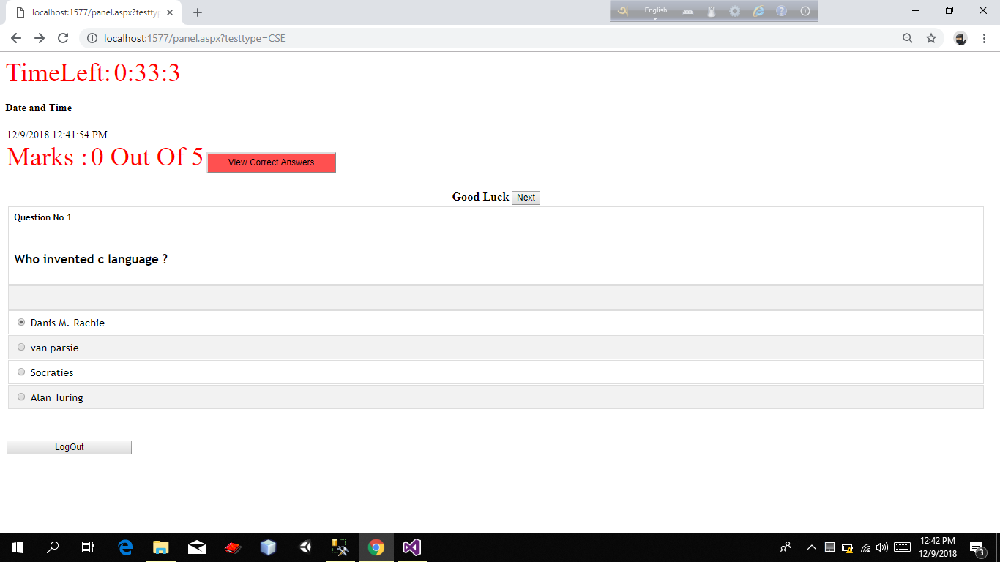 localhost:1577/panel.aspx?testty
English
localhost:1577/panel.aspx?testtype=CSE
TimeLeft: 0:33:3
Date and Time
12/9/2018 12:41:54 PM
Marks : 0 Out Of 5 View Correct Answers
Good Luck Next
Question No 1
Who invented c language ?
Danis M. Rachie
van parsie
Socraties
Alan Turing
LogOut
12:42 PM
12/9/2018
3